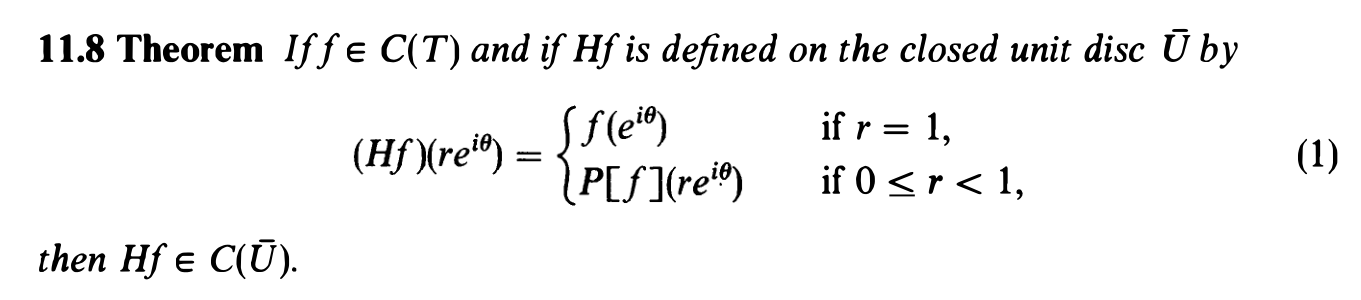 11.8 Theorem If f ∈ C(T) and if Hf is defined on the closed unit disc Ū by
(Hf)(re^{iθ}) = { f(e^{iθ}) if r = 1,
P[f](re^{iθ}) if 0 ≤ r < 1, (1)
then Hf ∈ C(Ū).